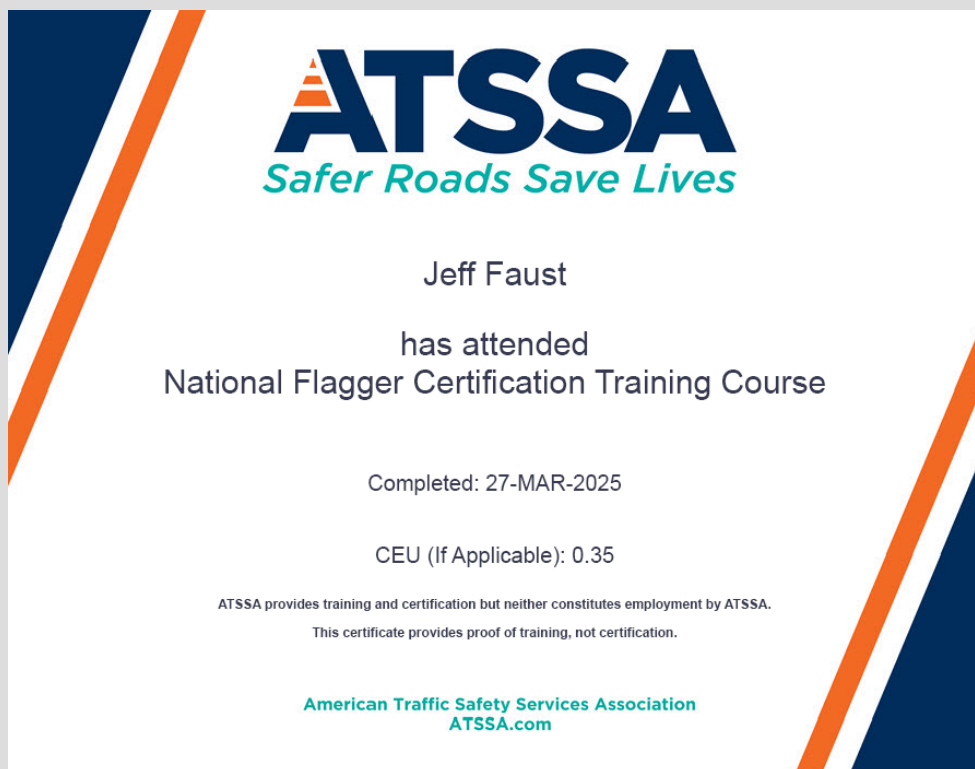 ATSSA
Safer Roads Save Lives
Jeff Faust
has attended
National Flagger Certification Training Course
Completed: 27-MAR-2025
CEU (If Applicable): 0.35
ATSSA provides training and certification but neither constitutes employment by ATSSA.
This certificate provides proof of training, not certification.
American Traffic Safety Services Association
ATSSA.com